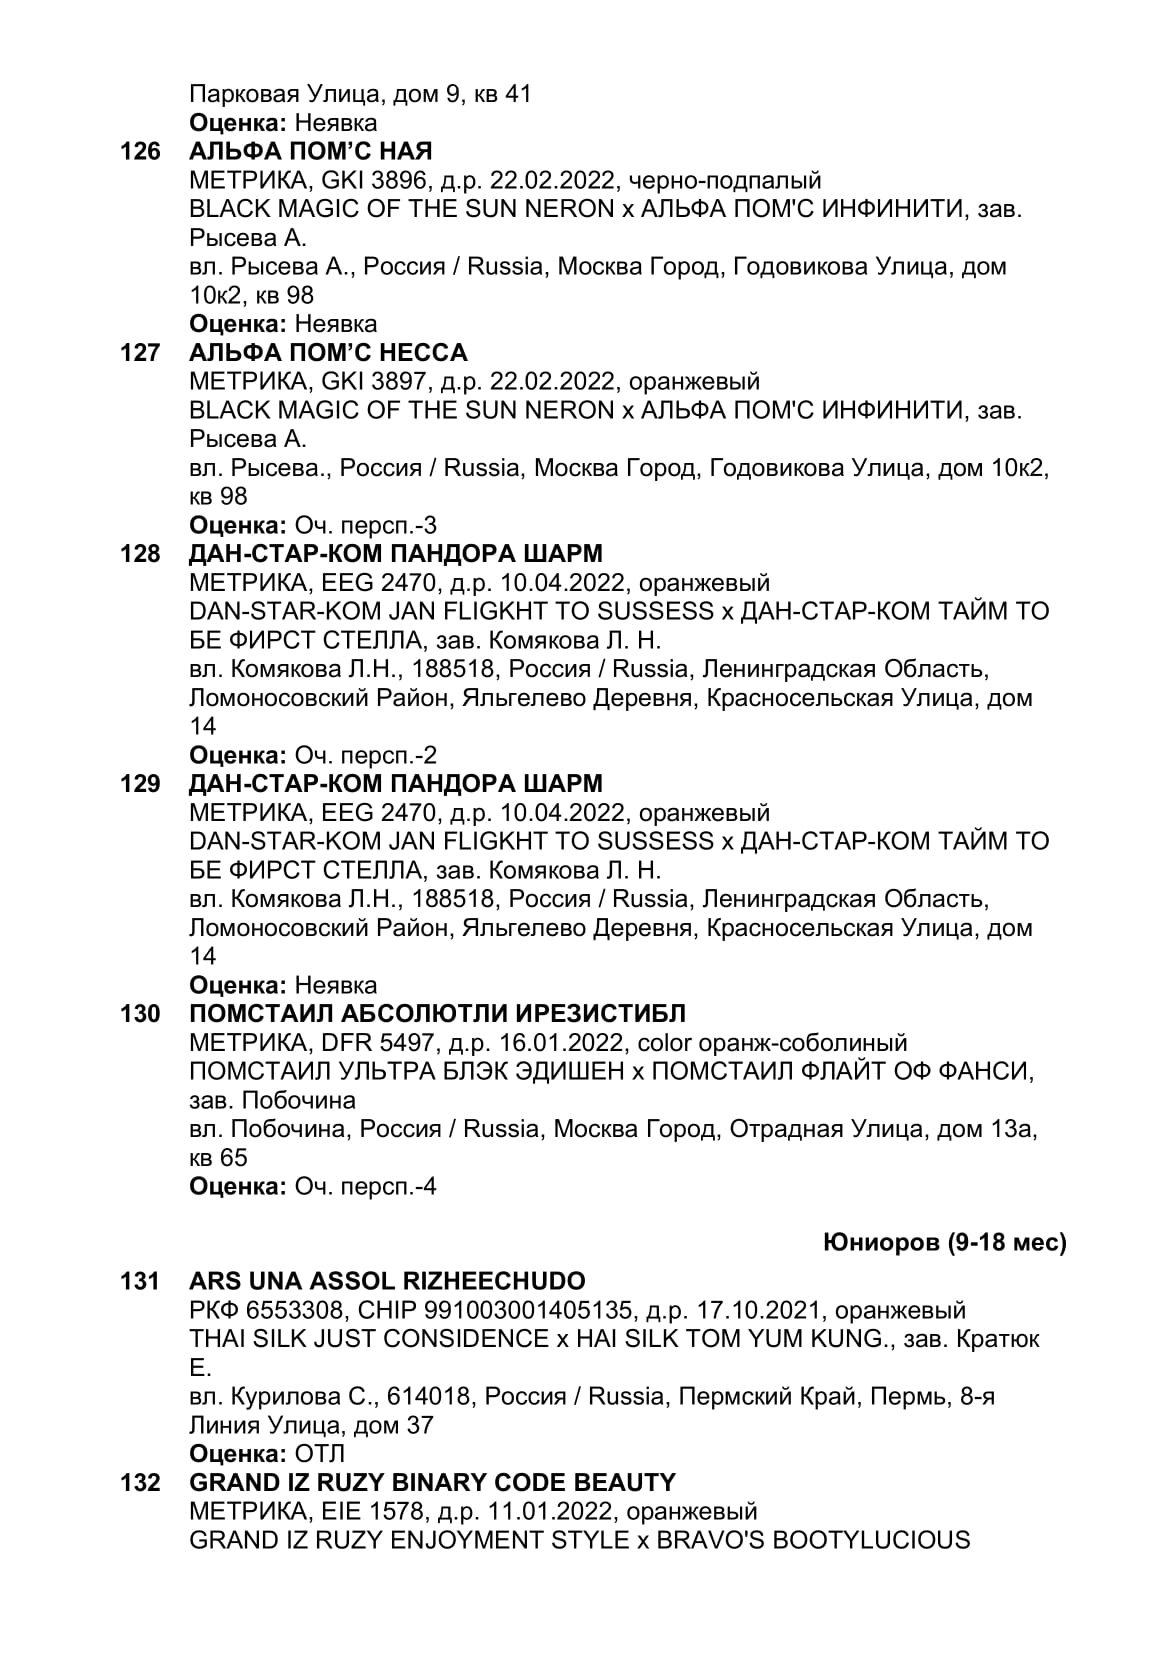 Парковая Улица, дом 9, кв 41
Оценка: Неявка
126 АЛЬФА ПОМ’С НАЯ
МЕТРИКА, GKI 3896, д.р. 22.02.2022, черно-подпалый
BLACK MAGIC OF THE SUN NERON x АЛЬФА ПОМ'С ИНФИНИТИ, зав.
Рысева А.
вл. Рысева А., Россия / Russia, Москва Город, Годовикова Улица, дом
10к2, кв 98
Оценка: Неявка
127 АЛЬФА ПОМ’С НЕССА
МЕТРИКА, GKI 3897, д.р. 22.02.2022, оранжевый
BLACK MAGIC OF THE SUN NERON x АЛЬФА ПОМ'С ИНФИНИТИ, зав.
Рысева А.
вл. Рысева., Россия / Russia, Москва Город, Годовикова Улица, дом 10к2,
кв 98
Оценка: Оч. персп.-3
128 ДАН-СТАР-КОМ ПАНДОРА ШАРМ
МЕТРИКА, EEG 2470, д.р. 10.04.2022, оранжевый
DAN-STAR-KOM JAN FLIGKHT TO SUSSESS x ДАН-СТАР-КОМ ТАЙМ ТО
БЕ ФИРСТ СТЕЛЛА, зав. Комякова Л. Н.
вл. Комякова Л.Н., 188518, Россия / Russia, Ленинградская Область,
Ломоносовский Район, Яльгелево Деревня, Красносельская Улица, дом
14
Оценка: Оч. персп.-2
129 ДАН-СТАР-КОМ ПАНДОРА ШАРМ
МЕТРИКА, EEG 2470, д.р. 10.04.2022, оранжевый
DAN-STAR-KOM JAN FLIGKHT TO SUSSESS x ДАН-СТАР-КОМ ТАЙМ ТО
БЕ ФИРСТ СТЕЛЛА, зав. Комякова Л. Н.
вл. Комякова Л.Н., 188518, Россия / Russia, Ленинградская Область,
Ломоносовский Район, Яльгелево Деревня, Красносельская Улица, дом
14
Оценка: Неявка
130 ПОМСТАИЛ АБСОЛЮТЛИ ИРЕЗИСТИБЛ
МЕТРИКА, DFR 5497, д.р. 16.01.2022, color оранж-соболиный
ПОМСТАИЛ УЛЬТРА БЛЭК ЭДИШЕН x ПОМСТАИЛ ФЛАЙТ ОФ ФАНСИ,
зав. Побочина
вл. Побочина, Россия / Russia, Москва Город, Отрадная Улица, дом 13а,
кв 65
Оценка: Оч. персп.-4
Юниоров (9-18 мес)
131 ARS UNA ASSOL RIZHEECHUDO
РКФ 6553308, CHIP 991003001405135, д.р. 17.10.2021, оранжевый
THAI SILK JUST CONSIDENCE x HAI SILK TOM YUM KUNG., зав. Кратюк
Е.
вл. Курилова С., 614018, Россия / Russia, Пермский Край, Пермь, 8-я
Линия Улица, дом 37
Оценка: ОТЛ
132 GRAND IZ RUZY BINARY CODE BEAUTY
МЕТРИКА, EIE 1578, д.р. 11.01.2022, оранжевый
GRAND IZ RUZY ENJOYMENT STYLE x BRAVO'S BOOTYLUCIOUS